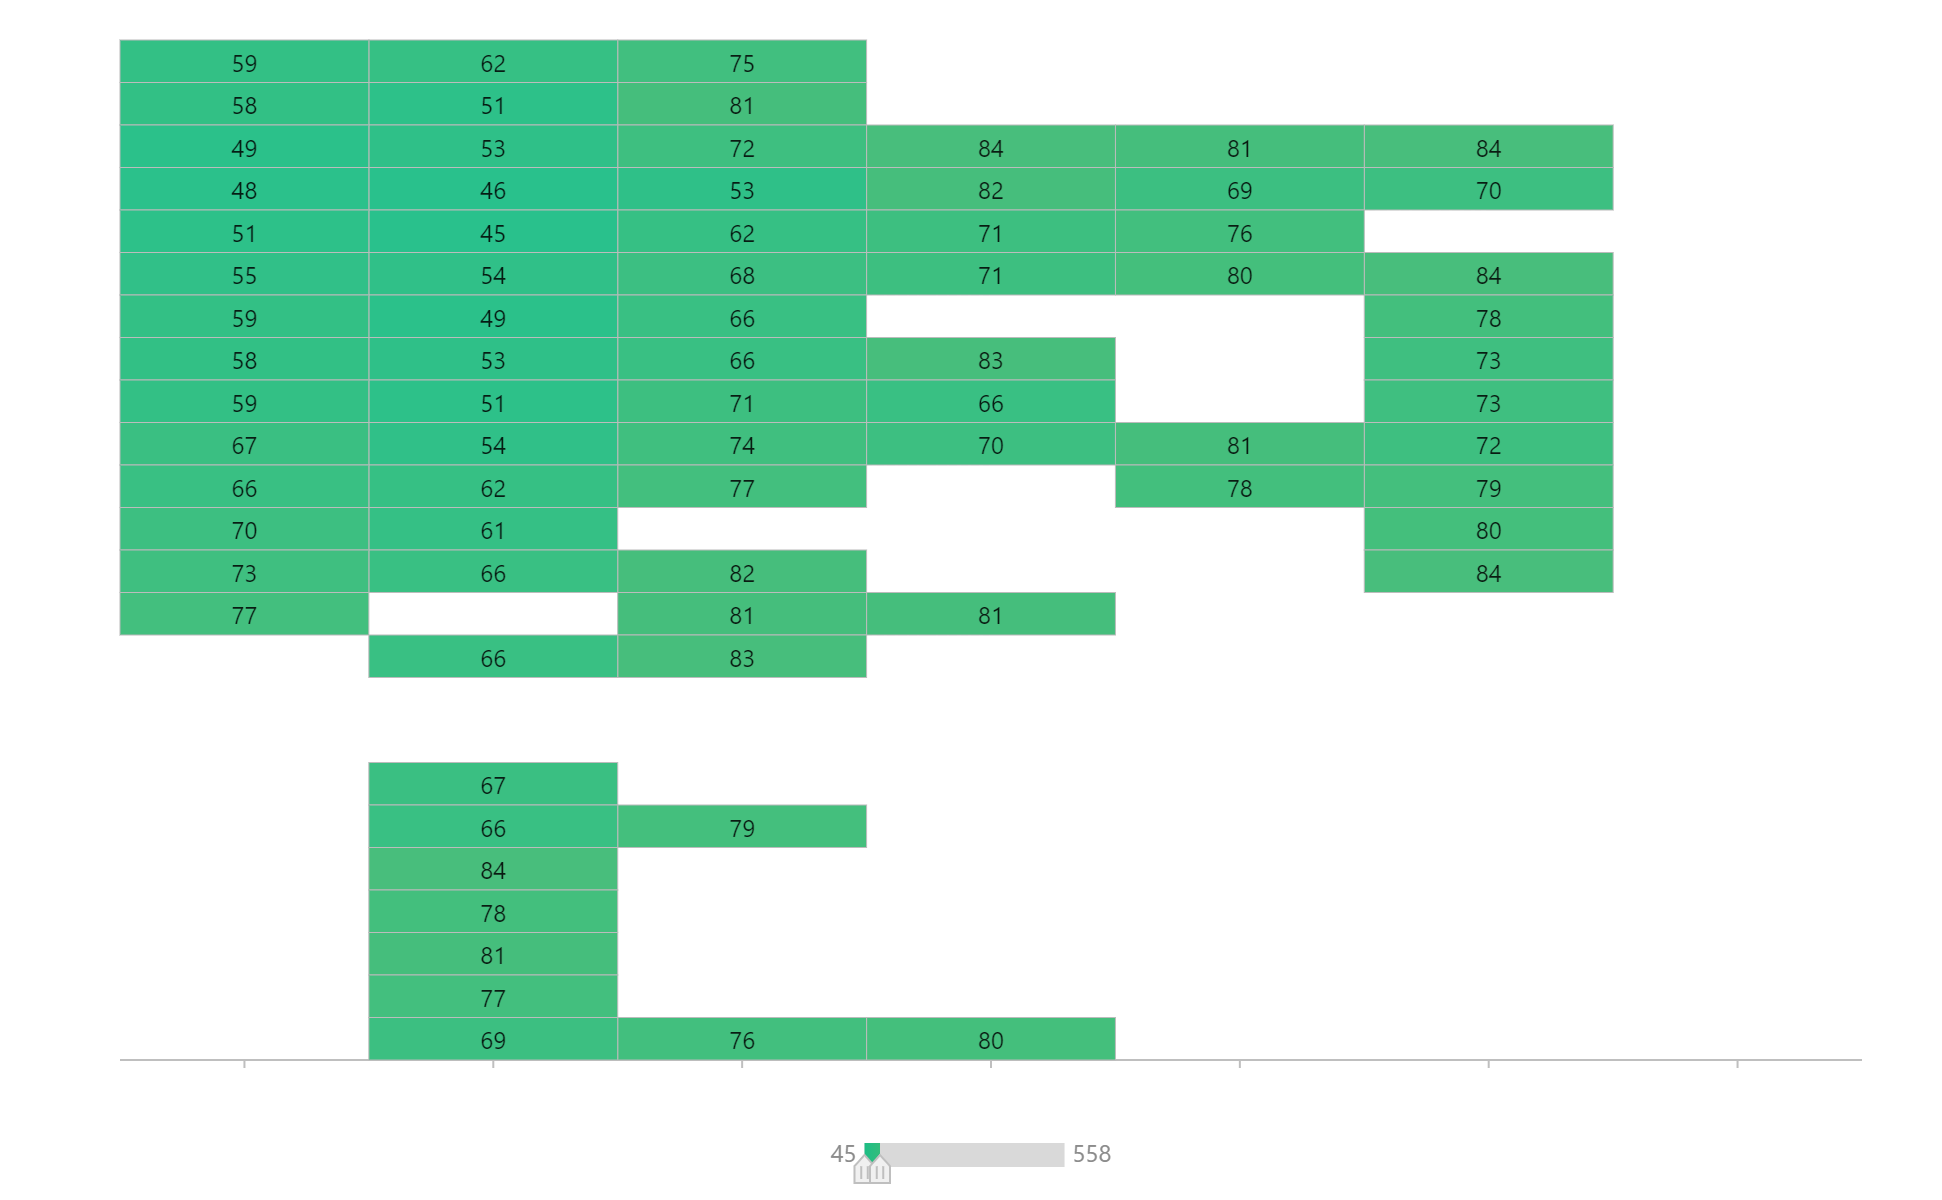 59 62 75
58 51 81
49 53 72 84 81 84
48 46 53 82 69 70
51 45 62 71 76
55 54 68 71 80 84
59 49 66 78
58 53 66 83 73
59 51 71 66 73
67 54 74 70 81 72
66 62 77 78 79
70 61 80
73 66 82 84
77 81 81
66 83
67
66 79
84
78
81
77
69 76 80
45 558